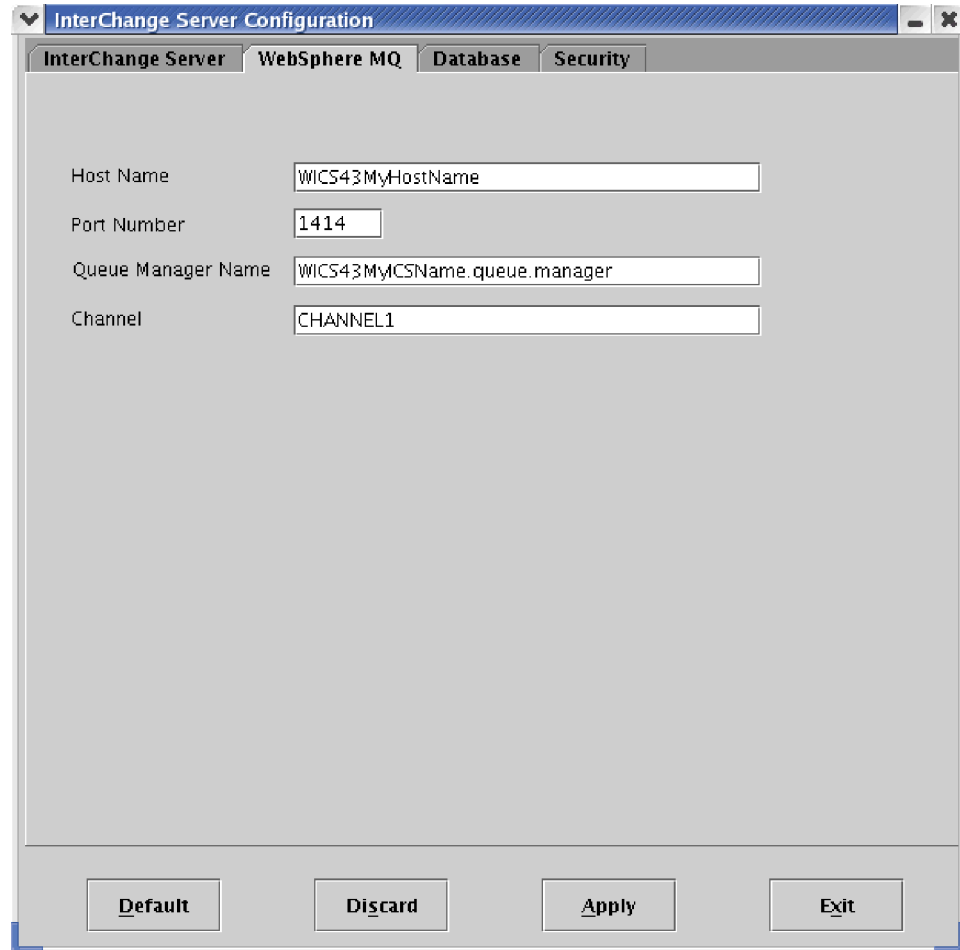 InterChange Server Configuration
InterChange Server WebSphere MQ Database Security
Host Name WICS43MyHostName
Port Number 1414
Queue Manager Name WICS43MyICSName.queue.manager
Channel CHANNEL1
Default Discard Apply Exit